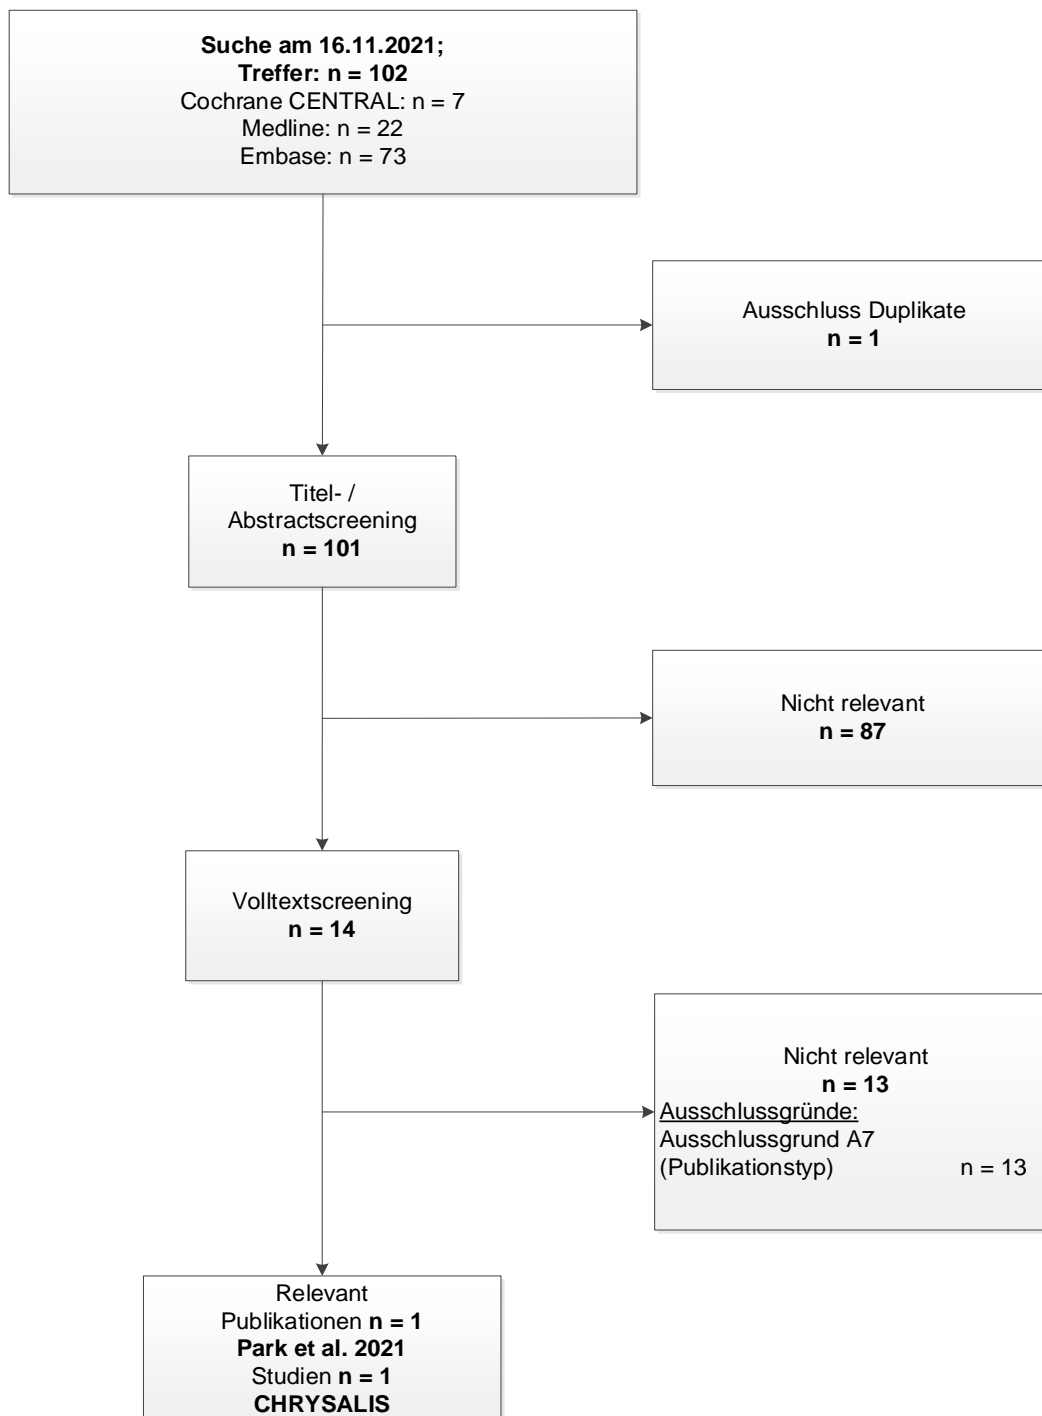 Suche am 16.11.2021;
Treffer: n = 102
Cochrane CENTRAL: n = 7
Medline: n = 22
Embase: n = 73
Ausschluss Duplikate
n = 1
Titel- /
Abstractscreening
n = 101
Nicht relevant
n = 87
Volltextscreening
n = 14
Nicht relevant
n = 13
Ausschlussgründe:
Ausschlussgrund A7
(Publikationstyp) n = 13
Relevant
Publikationen n = 1
Park et al. 2021
Studien n = 1
CHRYSALIS